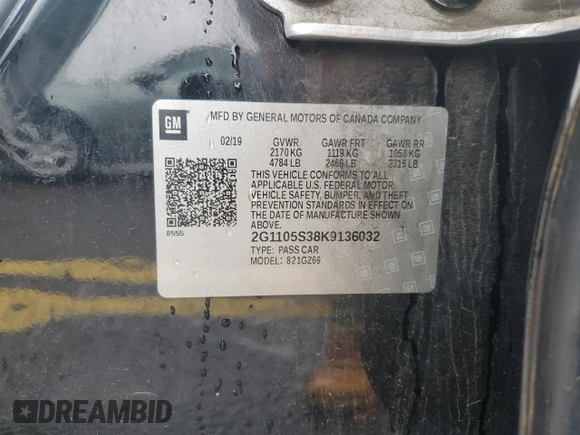 GM
MFD BY GENERAL MOTORS OF CANADA COMPANY
02/19 GVWR GAWR FRT GAWR RR
2170 KG 1119 KG 1050 KG
4784 LB 2468 LB 2315 LB
THIS VEHICLE CONFORMS TO ALL
APPLICABLE U.S. FEDERAL MOTOR
VEHICLE SAFETY, BUMPER, AND THEFT
PREVENTION STANDARDS IN EFFECT ON
THE DATE OF MANUFACTURE SHOWN
ABOVE.
8555
2G1105S38K9136032
TYPE: PASS CAR
MODEL: 821GZ69
DREAMBID